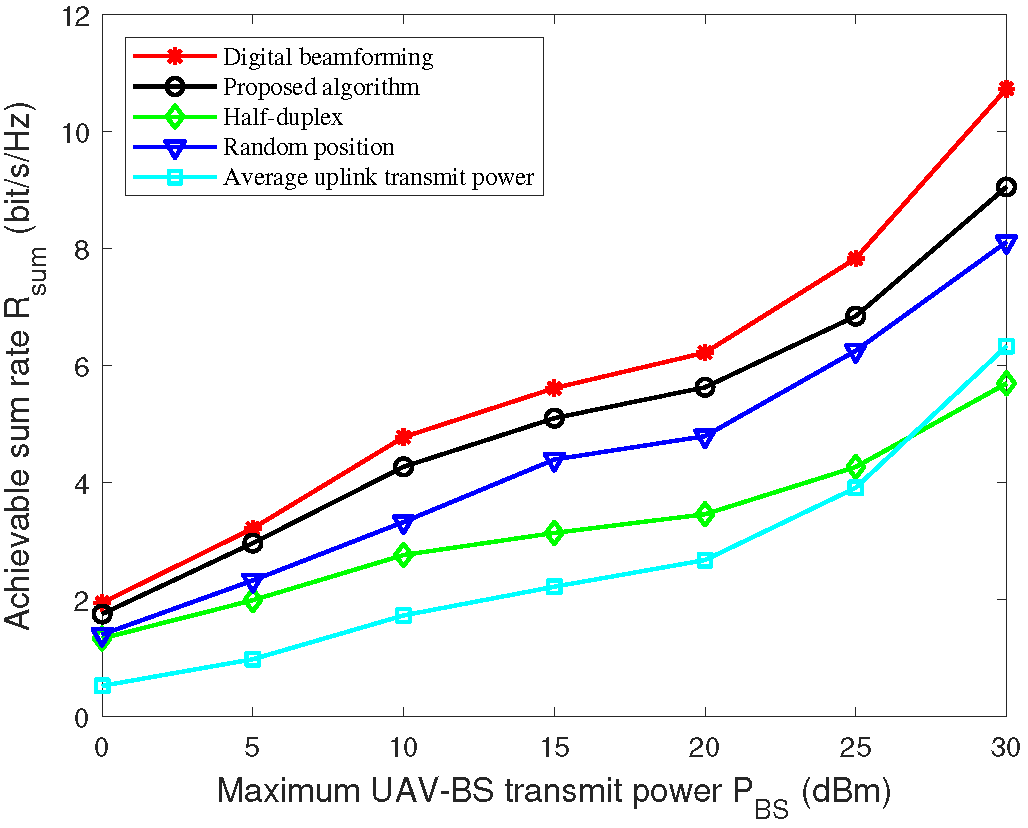 12
10
8
6
4
2
0
Achievable sum rate R_sum (bit/s/Hz)
Digital beamforming
Proposed algorithm
Half-duplex
Random position
Average uplink transmit power
0 5 10 15 20 25 30
Maximum UAV-BS transmit power P_BS (dBm)